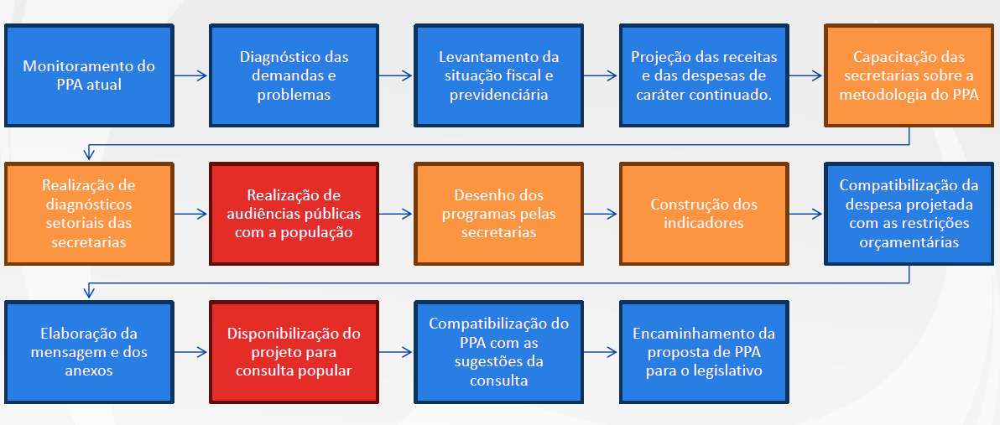 Monitoramento do
PPA atual
Diagnóstico das
demandas e
problemas
Levantamento da
situação fiscal e
previdenciária
Projeção das receitas
e das despesas de
caráter continuado.
Capacitação das
secretarias sobre a
metodologia do PPA
Realização de
diagnósticos
setoriais das
secretarias
Realização de
audiências públicas
com a população
Desenho dos
programas pelas
secretarias
Construção dos
indicadores
Compatibilização da
despesa projetada
com as restrições
orçamentárias
Elaboração da
mensagem e dos
anexos
Disponibilização do
projeto para
consulta popular
Compatibilização do
PPA com as
sugestões da
consulta
Encaminhamento da
proposta de PPA
para o legislativo